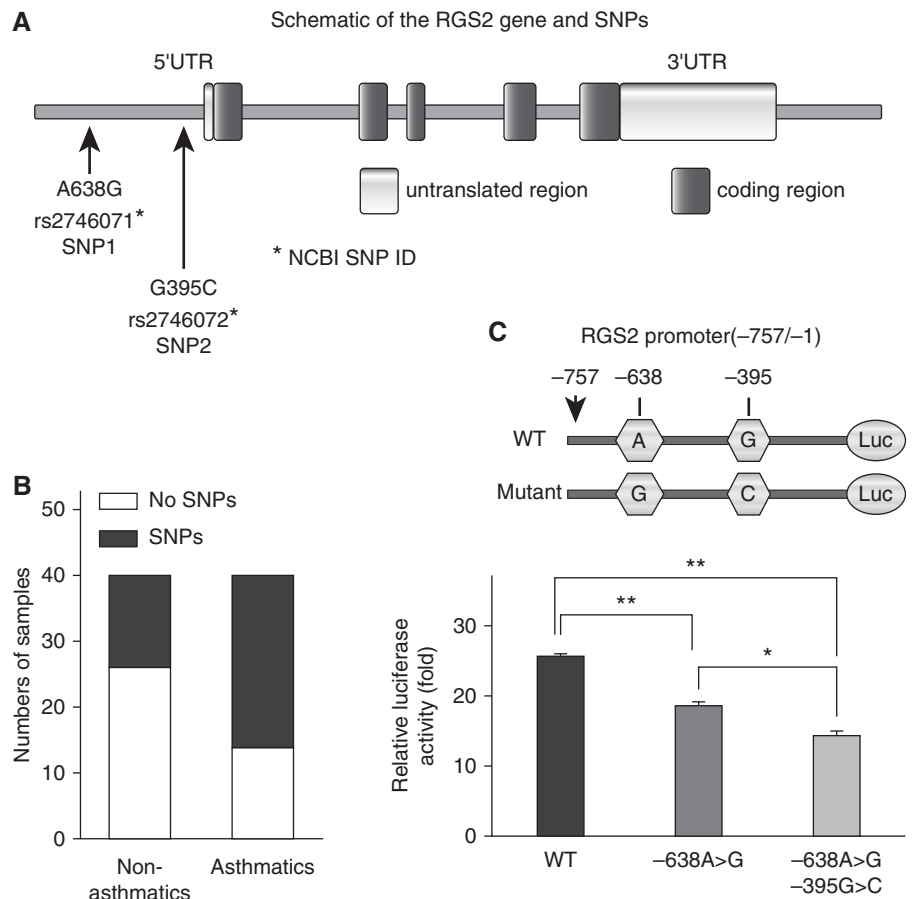 A
Schematic of the RGS2 gene and SNPs
5'UTR
3'UTR
A638G
rs2746071*
SNP1
untranslated region
coding region
* NCBI SNP ID
G395C
rs2746072*
SNP2
C
RGS2 promoter(–757/–1)
–757
–638
–395
WT
A
G
Luc
Mutant
G
C
Luc
B
No SNPs
SNPs
Numbers of samples
50
40
30
20
10
0
Non-
asthmatics
Asthmatics
Relative luciferase
activity (fold)
30
20
10
0
**
**
*
WT
–638A>G
–638A>G
–395G>C